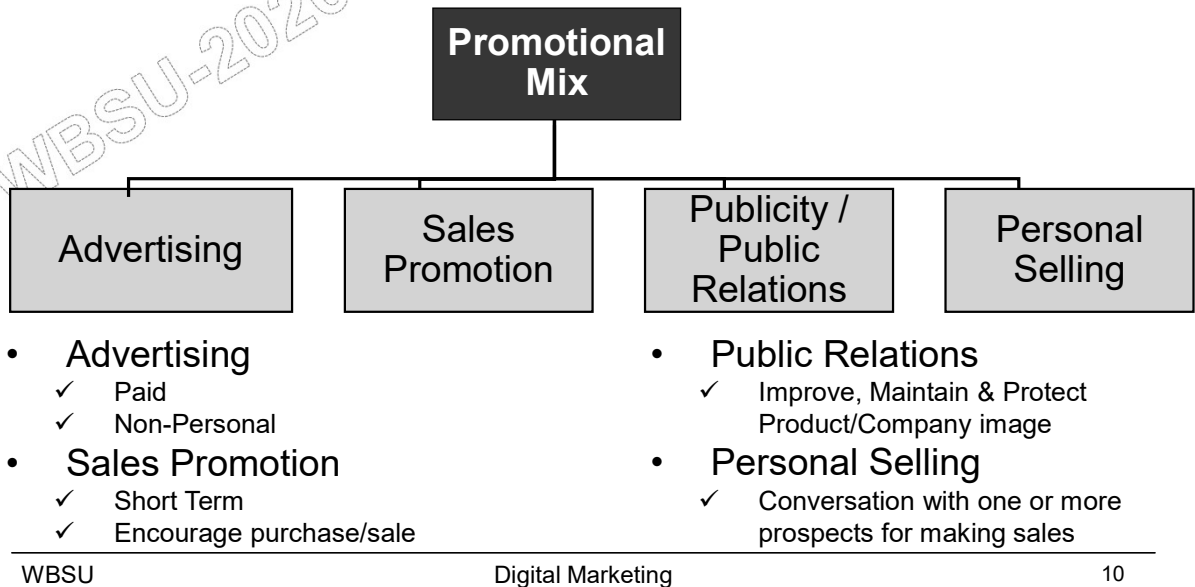 Promotional
Mix
Advertising
Sales
Promotion
Publicity /
Public
Relations
Personal
Selling
• Advertising
✓ Paid
✓ Non-Personal
• Sales Promotion
✓ Short Term
✓ Encourage purchase/sale
• Public Relations
✓ Improve, Maintain & Protect
Product/Company image
• Personal Selling
✓ Conversation with one or more
prospects for making sales
WBSU
Digital Marketing
10